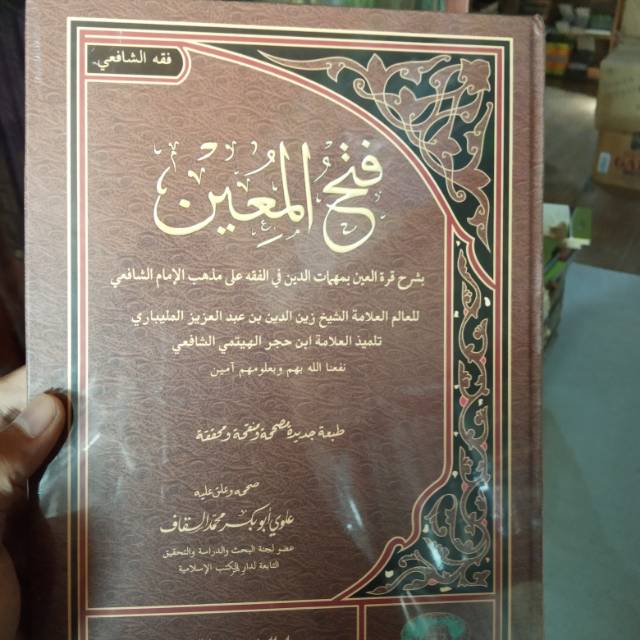 فقه الشافعي
فتح المعين
بشرح قرة العين بمهمات الدين في الفقه على مذهب الإمام الشافعي
للعالم العلامة الشيخ زين الدين بن عبد العزيز المليباري
تلميذ العلامة ابن حجر الهيتمي الشافعي
نفعنا الله بهم وبعلومهم آمين
طبعة جديدة مصححة ومنقحة ومحققة
صححه وعلق عليه
علوي أبو بكر محمد السقاف
عضو لجنة البحث والدراسة والتحقيق
التابعة لدار الكتب الإسلامية